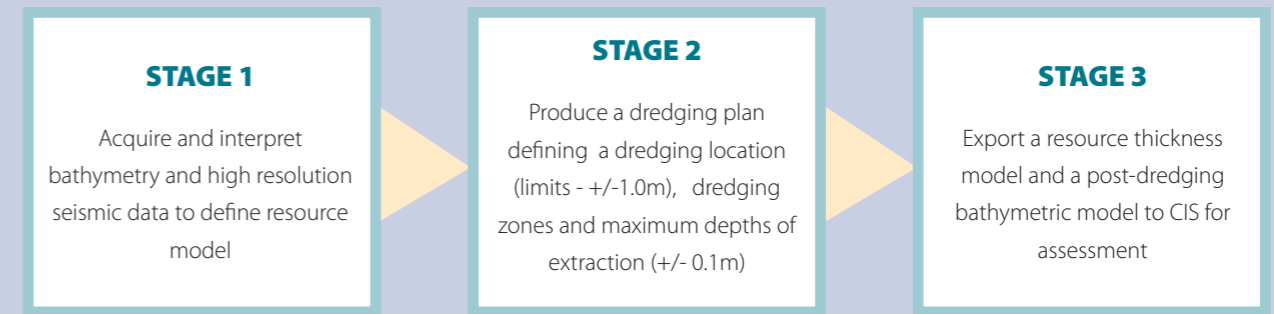 STAGE 1
Acquire and interpret
bathymetry and high resolution
seismic data to define resource
model
STAGE 2
Produce a dredging plan
defining  a dredging location
(limits - +/-1.0m),   dredging
zones and maximum depths of
extraction (+/- 0.1m)
STAGE 3
Export a resource thickness
model and a post-dredging
bathymetric model to CIS for
assessment